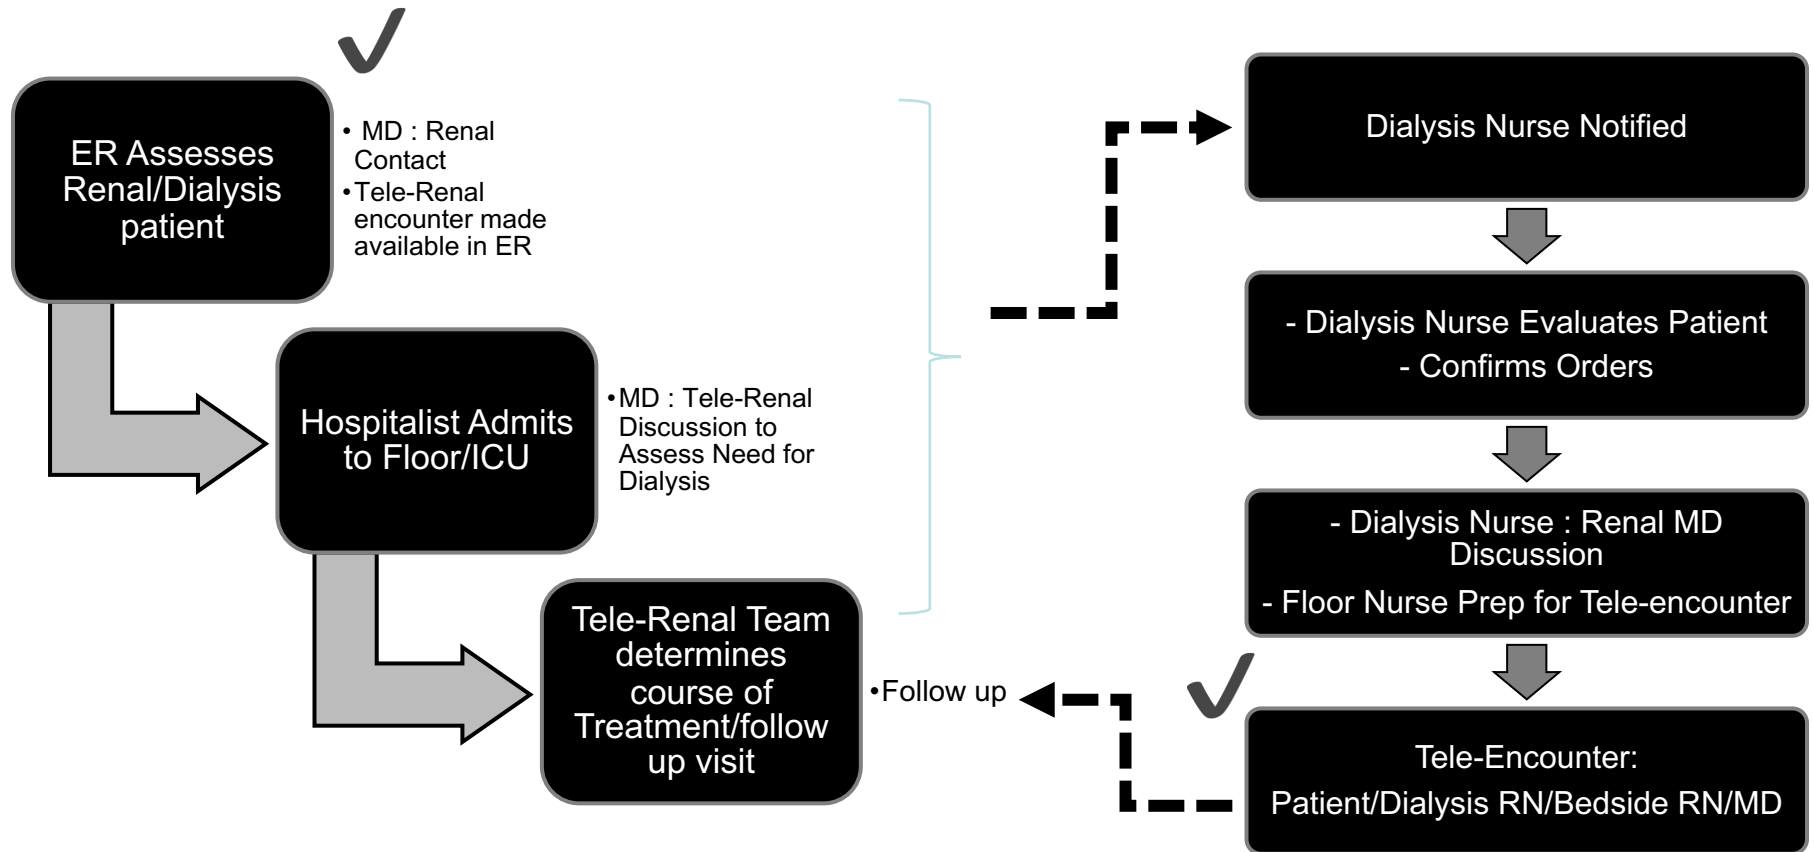 ER Assesses
Renal/Dialysis
patient
• MD : Renal
Contact
•Tele-Renal
encounter made
available in ER
Hospitalist Admits
to Floor/ICU
•MD : Tele-Renal
Discussion to
Assess Need for
Dialysis
Tele-Renal Team
determines
course of
Treatment/follow
up visit
•Follow up
Dialysis Nurse Notified
- Dialysis Nurse Evaluates Patient
- Confirms Orders
- Dialysis Nurse : Renal MD
Discussion
- Floor Nurse Prep for Tele-encounter
Tele-Encounter:
Patient/Dialysis RN/Bedside RN/MD